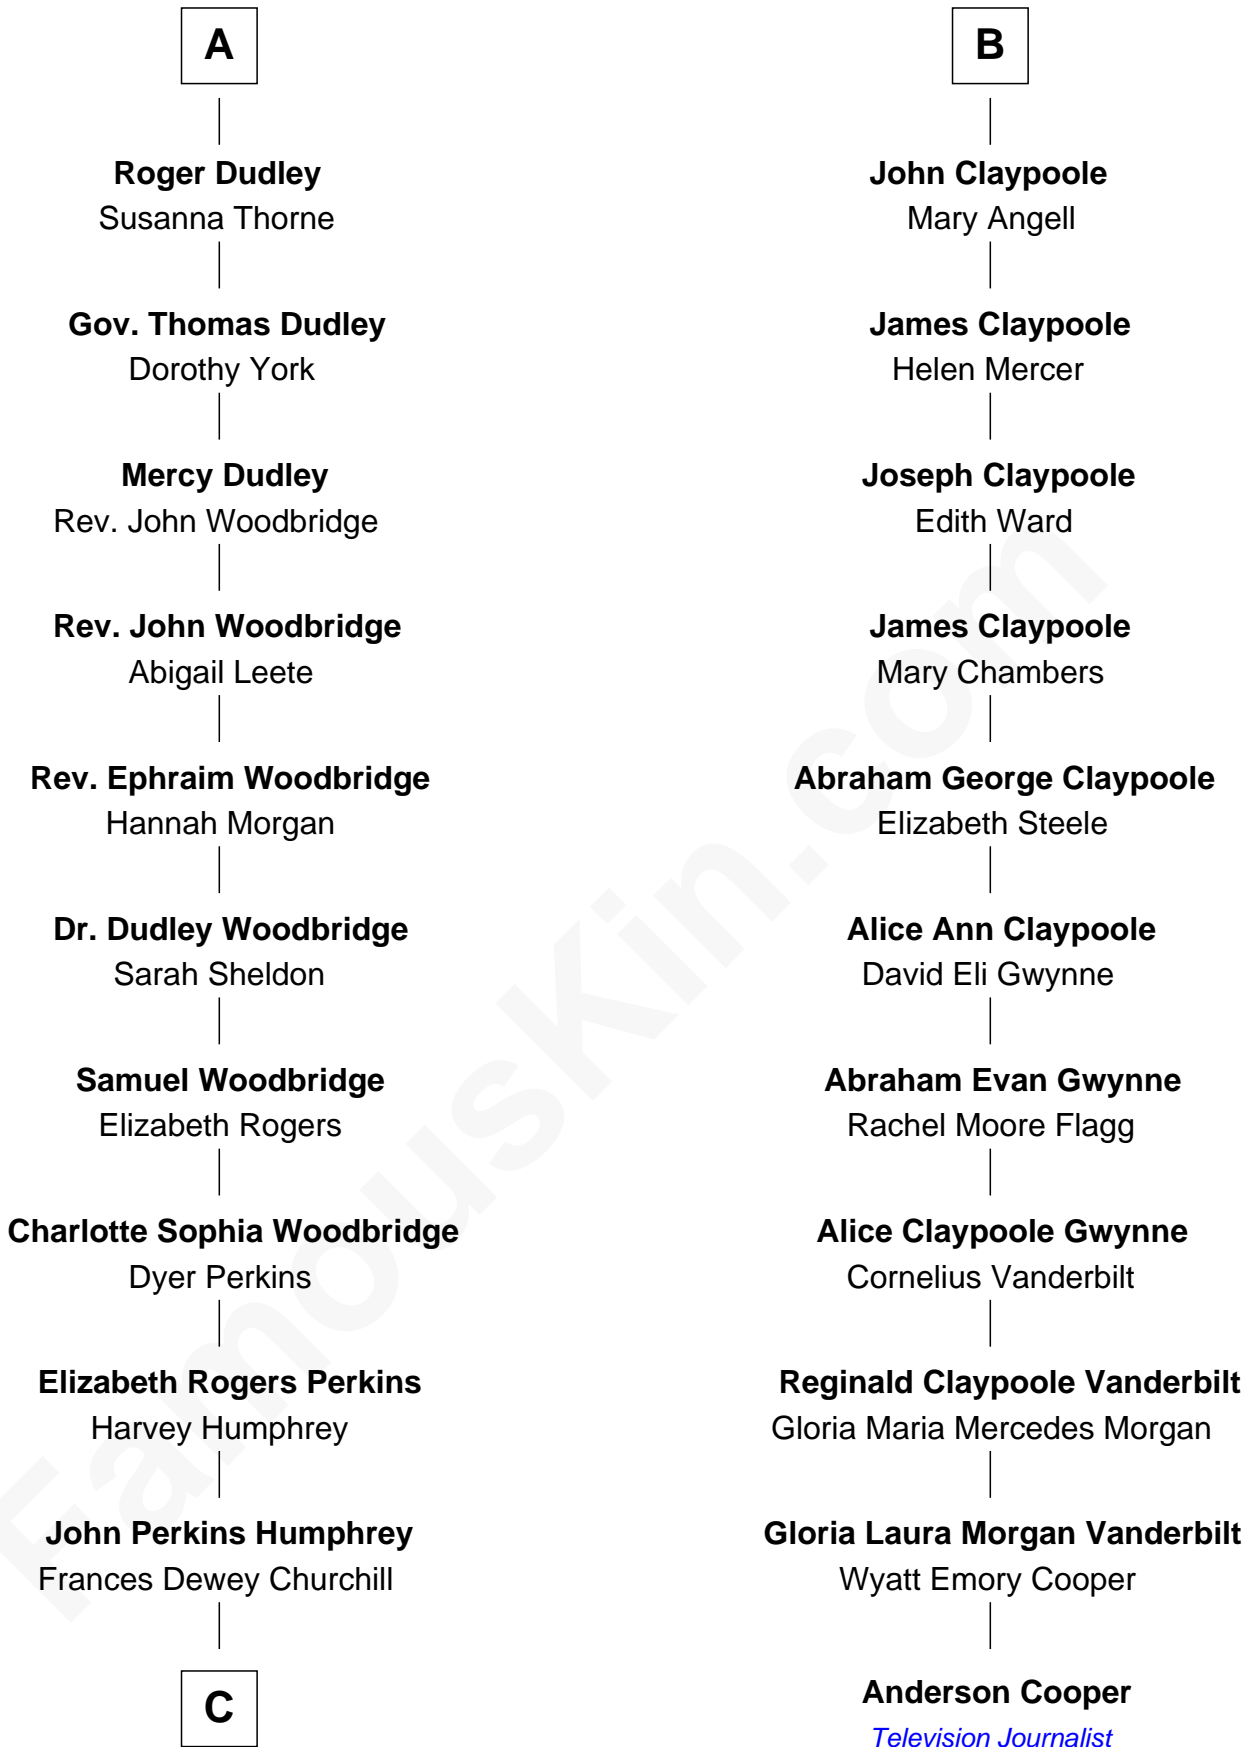 A
Roger Dudley
Susanna Thorne
Gov. Thomas Dudley
Dorothy York
Mercy Dudley
Rev. John Woodbridge
Rev. John Woodbridge
Abigail Leete
Rev. Ephraim Woodbridge
Hannah Morgan
Dr. Dudley Woodbridge
Sarah Sheldon
Samuel Woodbridge
Elizabeth Rogers
Charlotte Sophia Woodbridge
Dyer Perkins
Elizabeth Rogers Perkins
Harvey Humphrey
John Perkins Humphrey
Frances Dewey Churchill
C
B
John Claypoole
Mary Angell
James Claypoole
Helen Mercer
Joseph Claypoole
Edith Ward
James Claypoole
Mary Chambers
Abraham George Claypoole
Elizabeth Steele
Alice Ann Claypoole
David Eli Gwynne
Abraham Evan Gwynne
Rachel Moore Flagg
Alice Claypoole Gwynne
Cornelius Vanderbilt
Reginald Claypoole Vanderbilt
Gloria Maria Mercedes Morgan
Gloria Laura Morgan Vanderbilt
Wyatt Emory Cooper
Anderson Cooper
Television Journalist
FamousKin.com